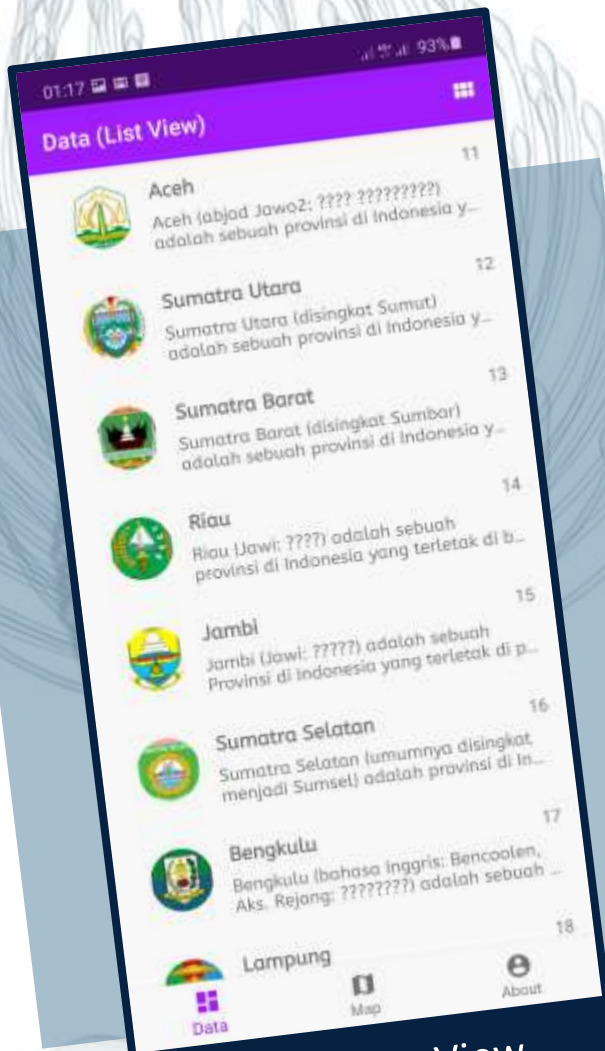 01:17
93%
Data (List View)
Aceh
11
Aceh (abjad Jawo2: ???? ?????????)
adalah sebuah provinsi di Indonesia y...
Sumatra Utara
12
Sumatra Utara (disingkat Sumut)
adalah sebuah provinsi di Indonesia y...
Sumatra Barat
13
Sumatra Barat (disingkat Sumbar)
adalah sebuah provinsi di Indonesia y...
Riau
14
Riau (Jawi: ????) adalah sebuah
provinsi di Indonesia yang terletak di b...
Jambi
15
Jambi (Jawi: ?????) adalah sebuah
Provinsi di Indonesia yang terletak di p...
Sumatra Selatan
16
Sumatra Selatan (umumnya disingkat
menjadi Sumsel) adalah provinsi di In...
Bengkulu
17
Bengkulu (bahasa Inggris: Bencoolen,
Aks. Rejang: ????????) adalah sebuah ...
Lampung
18
Data
Map
About
View